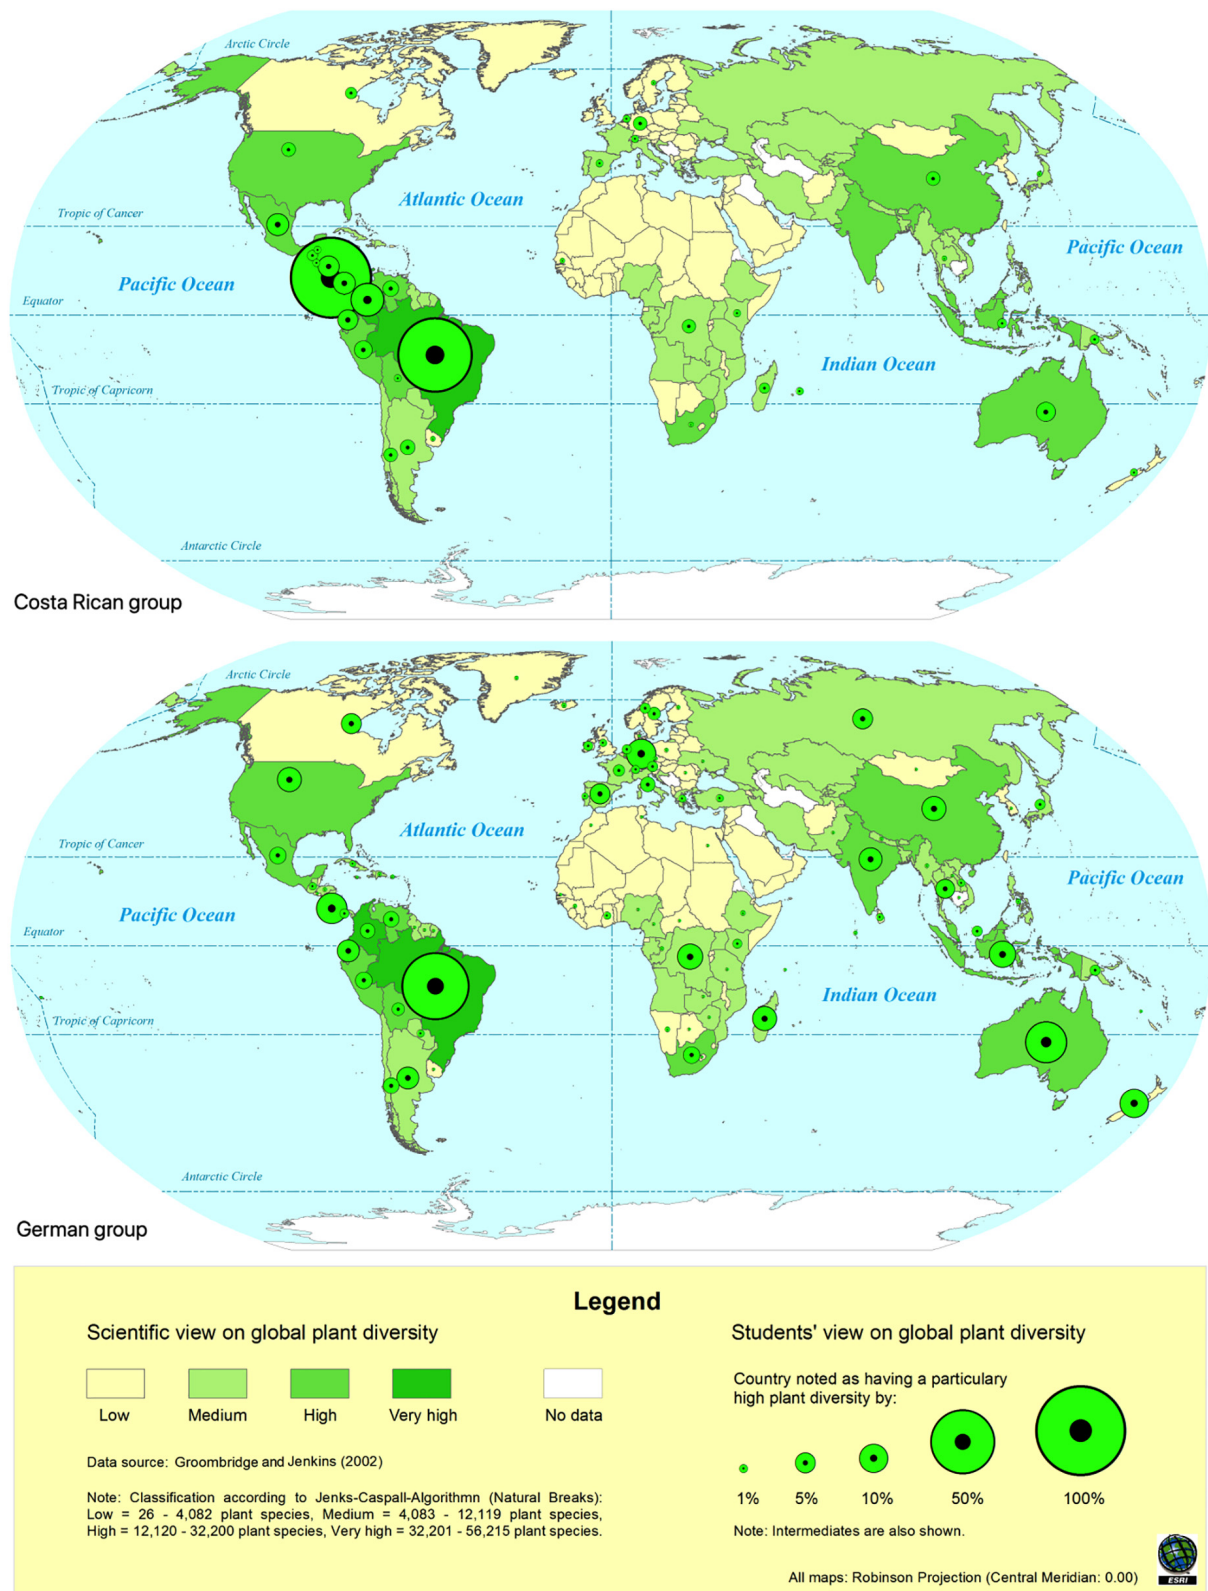 Arctic Circle
Atlantic Ocean
Tropic of Cancer
Pacific Ocean
Pacific Ocean
Equator
Indian Ocean
Tropic of Capricorn
Antarctic Circle
Costa Rican group
Arctic Circle
Atlantic Ocean
Tropic of Cancer
Pacific Ocean
Pacific Ocean
Equator
Indian Ocean
Tropic of Capricorn
Antarctic Circle
German group
Legend
Scientific view on global plant diversity
Low Medium High Very high No data
Data source: Groombridge and Jenkins (2002)
Note: Classification according to Jenks-Caspall-Algorithmn (Natural Breaks):
Low = 26 - 4,082 plant species, Medium = 4,083 - 12,119 plant species,
High = 12,120 - 32,200 plant species, Very high = 32,201 - 56,215 plant species.
Students' view on global plant diversity
Country noted as having a particulary
high plant diversity by:
1% 5% 10% 50% 100%
Note: Intermediates are also shown.
ESRI
All maps: Robinson Projection (Central Meridian: 0.00)